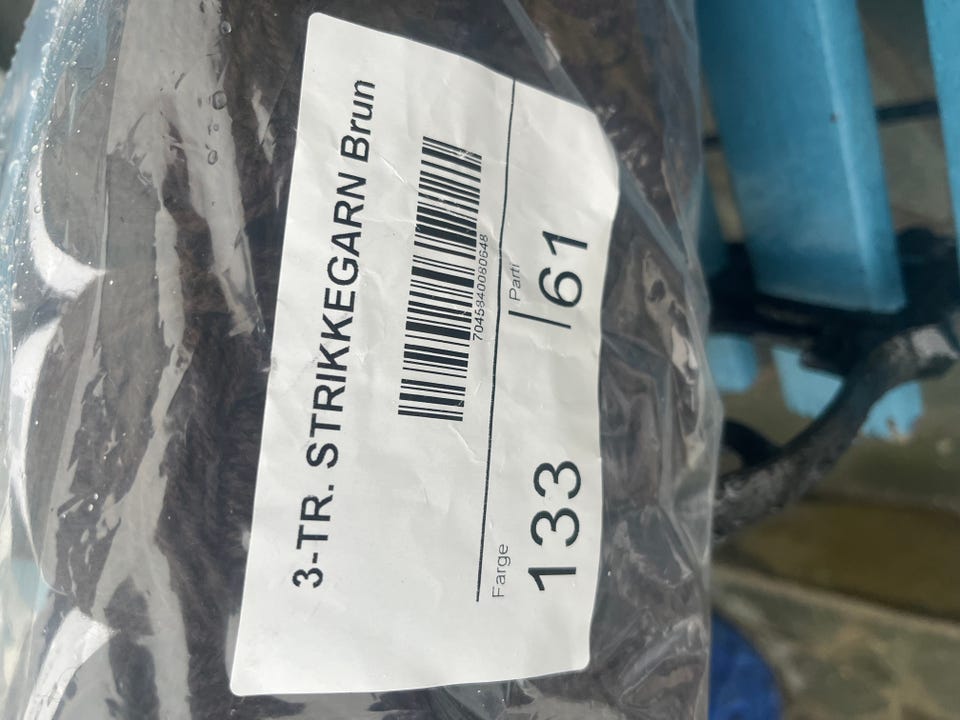 3-TR. STRIKKEGARN Brun
7045840080648
Farge / Parti
133 61